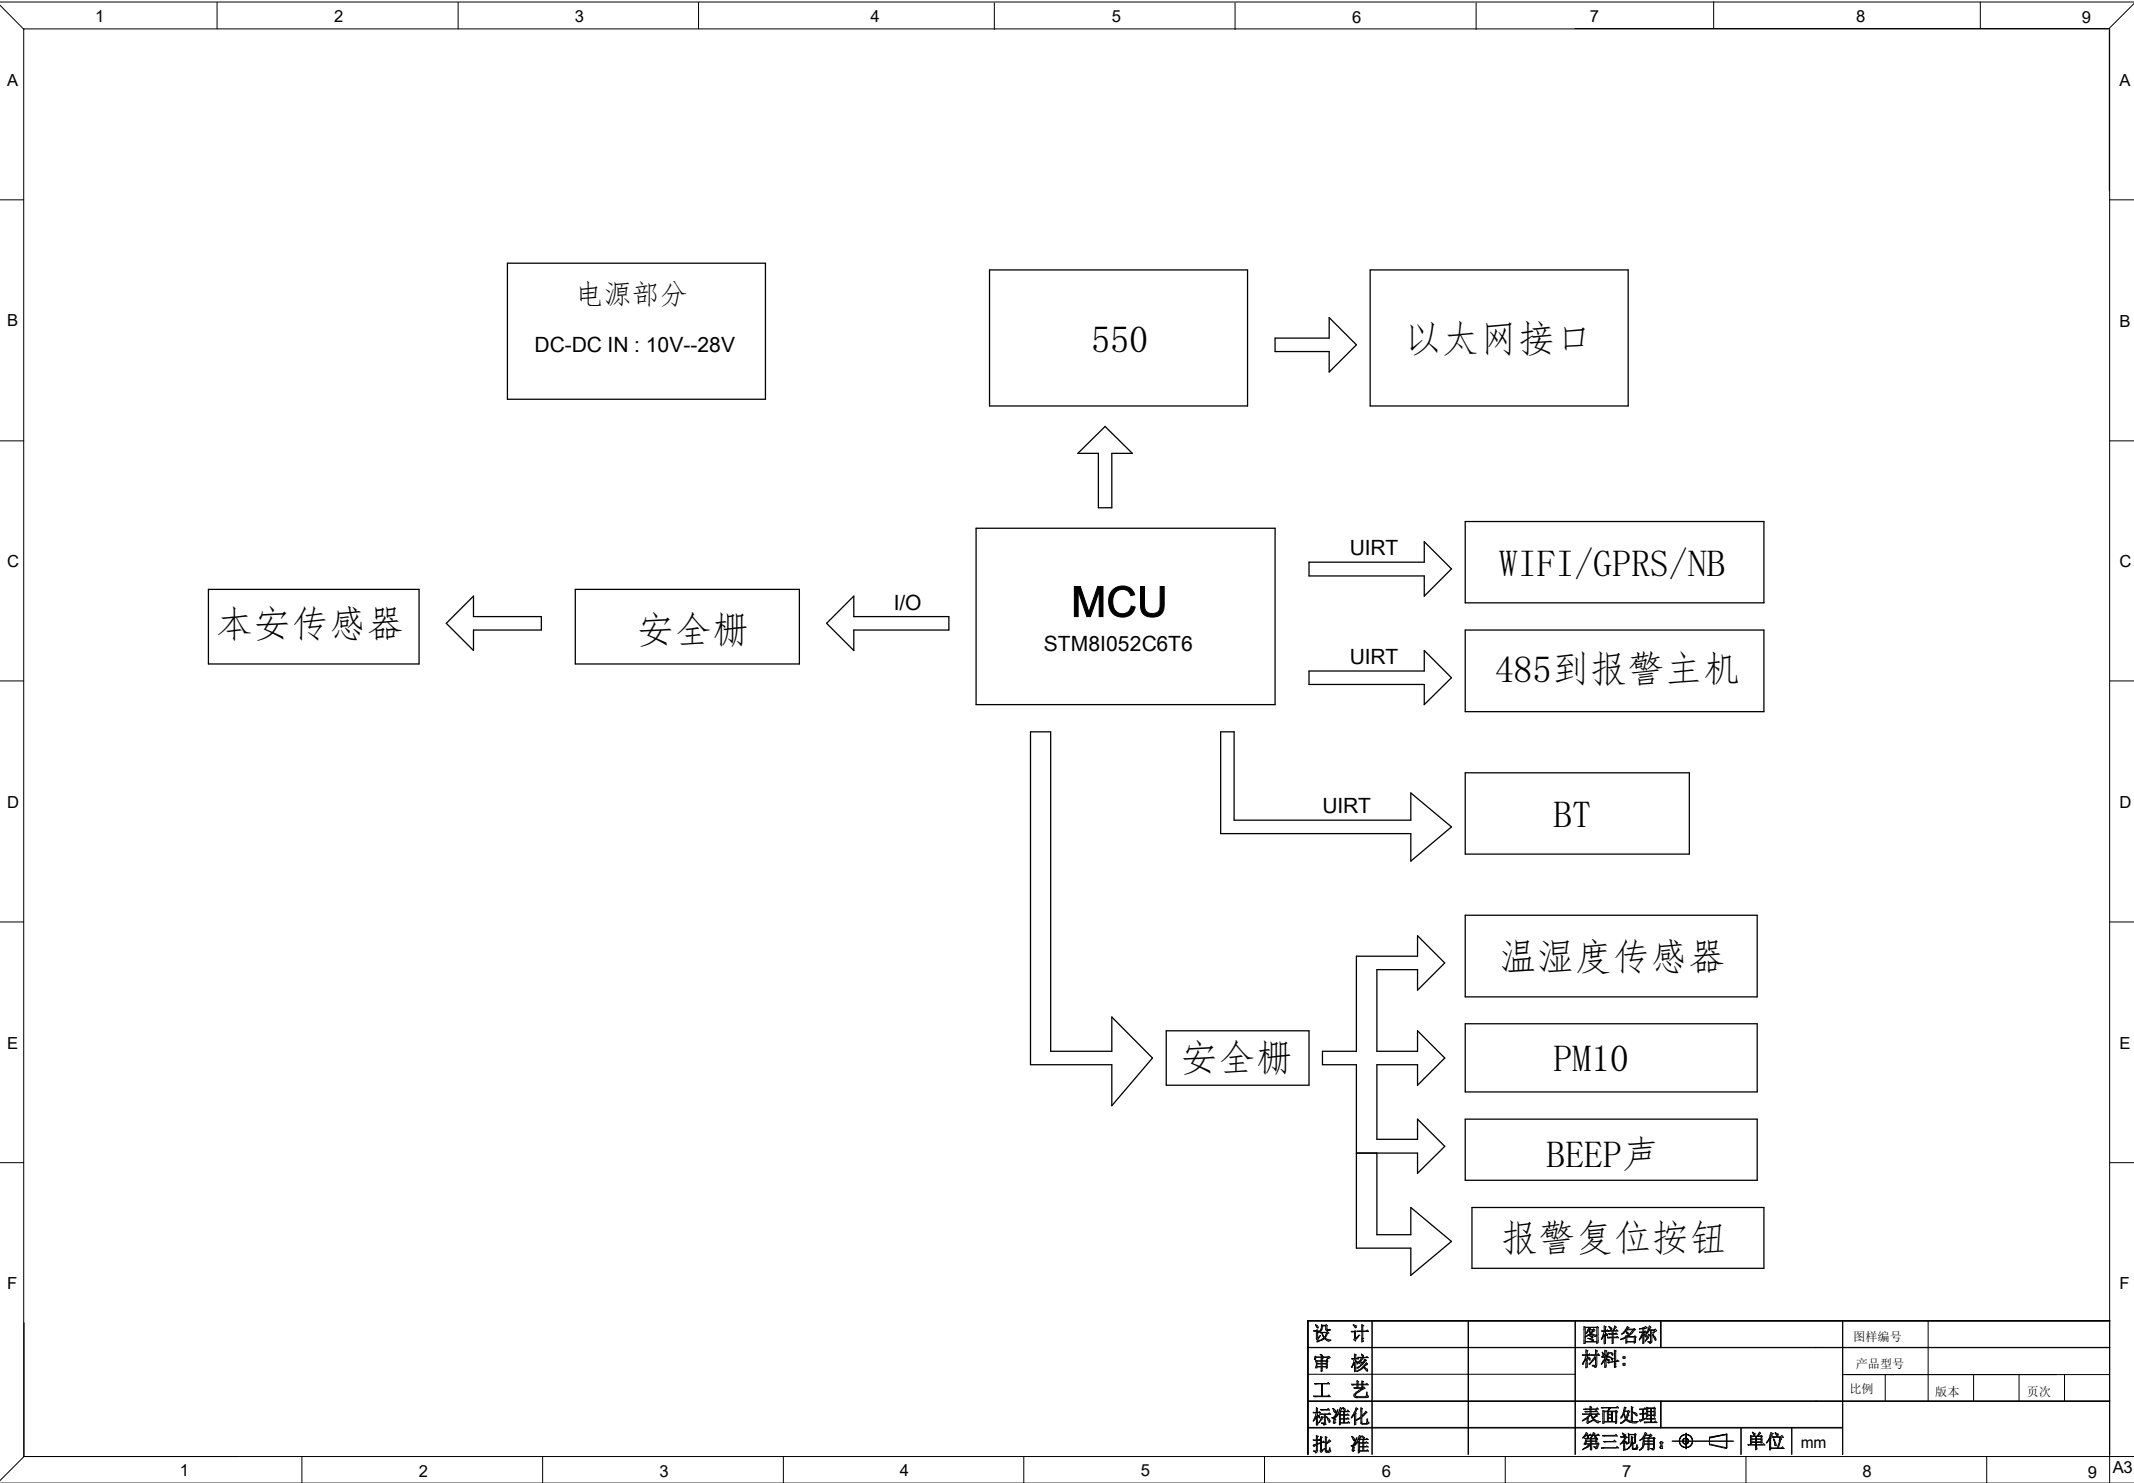 1 2 3 4 5 6 7 8 9
A A
B B
电源部分
DC-DC IN : 10V--28V
550
以太网接口
C C
UIRT
WIFI/GPRS/NB
本安传感器
安全栅
I/O
MCU
STM8I052C6T6
UIRT
485到报警主机
D D
UIRT
BT
温湿度传感器
E E
安全栅
PM10
BEEP声
报警复位按钮
F F
设 计
图样名称
图样编号
审 核
材料:
产品型号
工 艺
比例
版本
页次
标准化
表面处理
批 准
第三视角:
单位
mm
1 2 3 4 5 6 7 8 9
A3